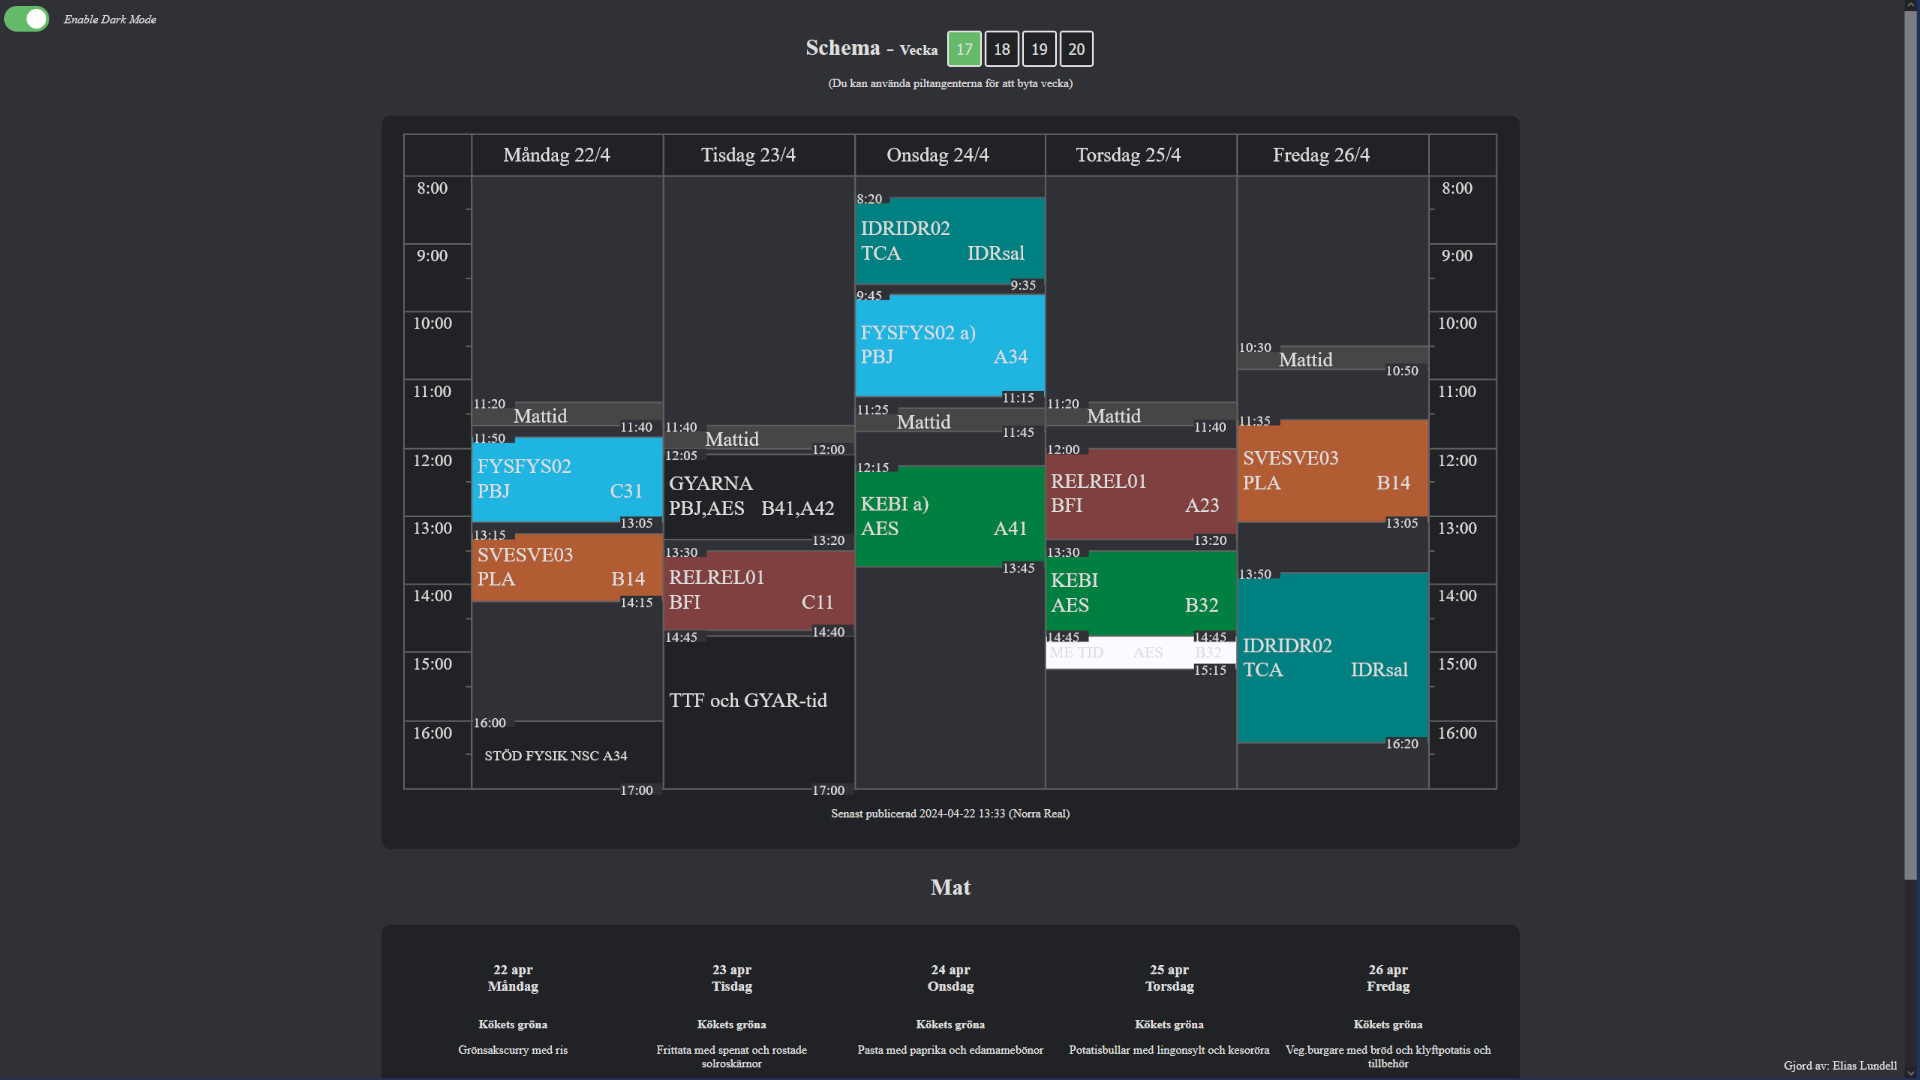 Enable Dark Mode
Schema - Vecka 17 18 19 20
(Du kan använda piltangenterna för att byta vecka)
Måndag 22/4 Tisdag 23/4 Onsdag 24/4 Torsdag 25/4 Fredag 26/4
8:00
9:00
10:00
11:00
12:00
13:00
14:00
15:00
16:00
11:20
Mattid
11:40
11:50
FYSFYS02
PBJ C31
13:05
13:15
SVESVE03
PLA B14
14:15
16:00
STÖD FYSIK NSC A34
17:00
11:40
Mattid
12:00
12:05
GYARNA
PBJ,AES B41,A42
13:20
13:30
RELREL01
BFI C11
14:40
14:45
TTF och GYAR-tid
17:00
8:20
IDRIDR02
TCA IDRsal
9:35
9:45
FYSFYS02 a)
PBJ A34
11:15
11:25
Mattid
11:45
12:15
KEBI a)
AES A41
13:45
11:20
Mattid
11:40
12:00
RELREL01
BFI A23
13:20
13:30
KEBI
AES B32
14:45
14:45
ME TID AES B32
15:15
10:30
Mattid
10:50
11:35
SVESVE03
PLA B14
13:05
13:50
IDRIDR02
TCA IDRsal
16:20
8:00
9:00
10:00
11:00
12:00
13:00
14:00
15:00
16:00
Senast publicerad 2024-04-22 13:33 (Norra Real)
Mat
22 apr
Måndag
Kökets gröna
Grönsakscurry med ris
23 apr
Tisdag
Kökets gröna
Frittata med spenat och rostade
solroskärnor
24 apr
Onsdag
Kökets gröna
Pasta med paprika och edamamebönor
25 apr
Torsdag
Kökets gröna
Potatisbullar med lingonsylt och kesoröra
26 apr
Fredag
Kökets gröna
Veg.burgare med bröd och klyftpotatis och
tillbehör
Gjord av: Elias Lundell